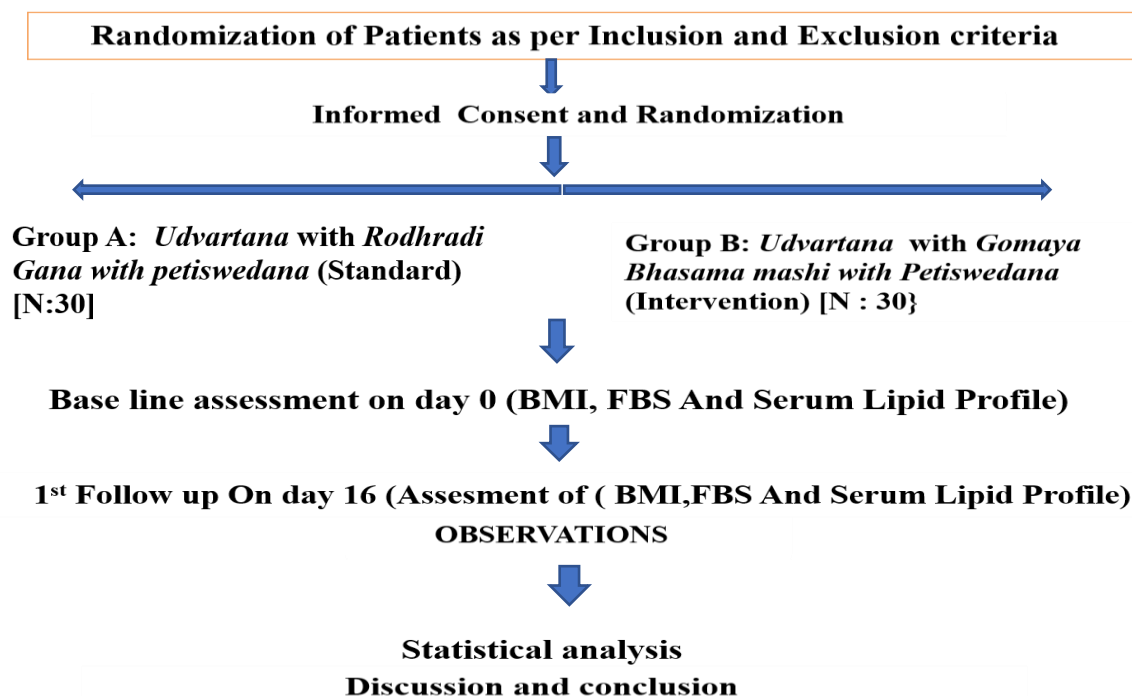 Randomization of Patients as per Inclusion and Exclusion criteria
Informed Consent and Randomization
Group A: Udvartana with Rodhradi
Gana with petiswedana (Standard)
[N:30]
Group B: Udvartana with Gomaya
Bhasama mashi with Petiswedana
(Intervention) [N : 30}
Base line assessment on day 0 (BMI, FBS And Serum Lipid Profile)
1st Follow up On day 16 (Assesment of ( BMI,FBS And Serum Lipid Profile)
OBSERVATIONS
Statistical analysis
Discussion and conclusion